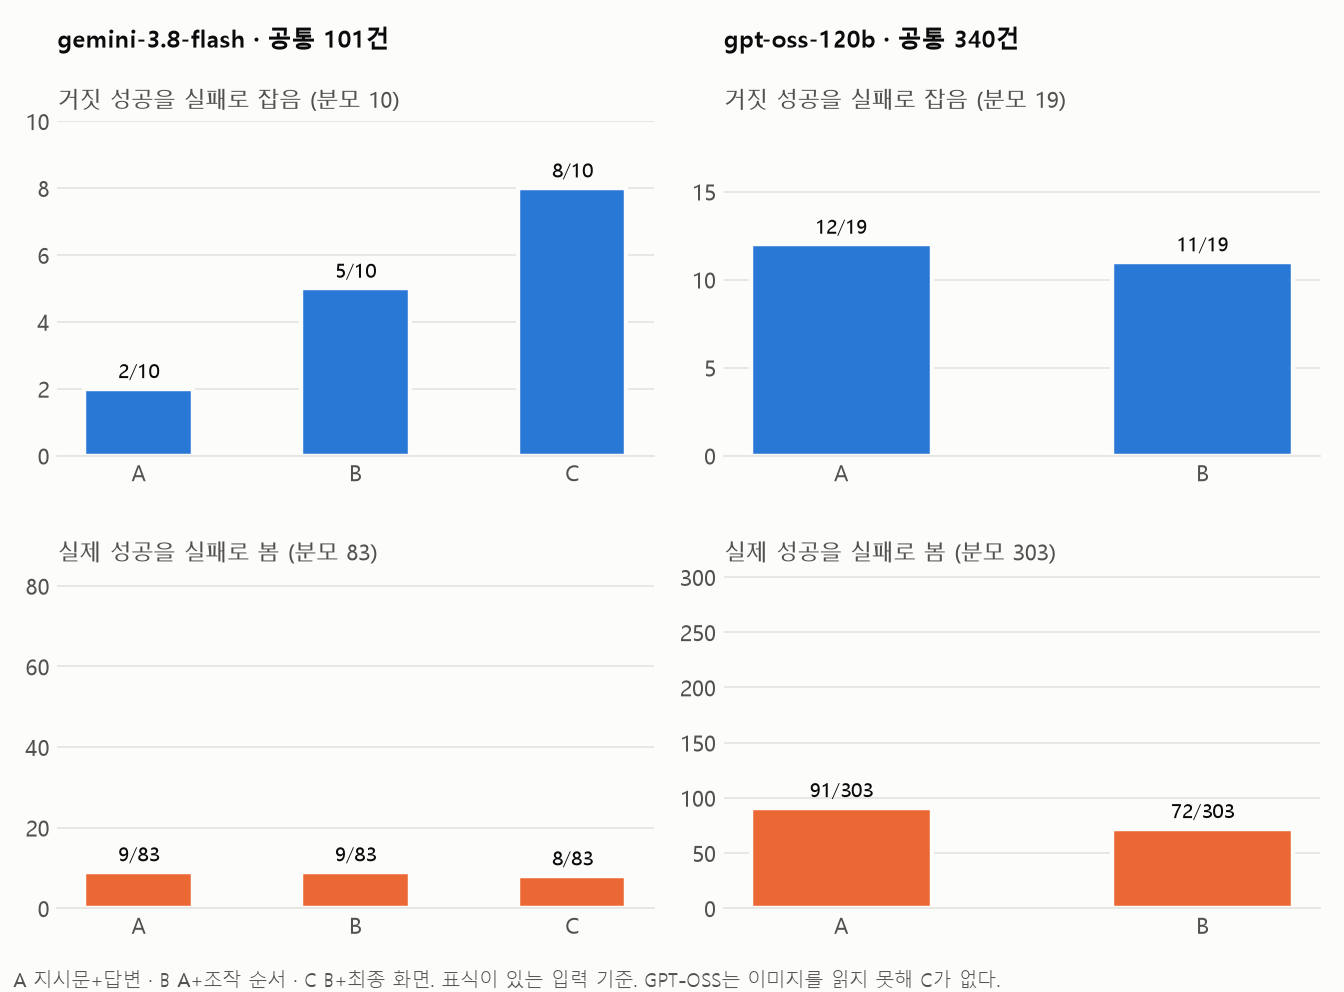 gemini-3.8-flash · 공통 101건
거짓 성공을 실패로 잡음 (분모 10)
10
8
6
4
2
0
2/10
5/10
8/10
A
B
C
gpt-oss-120b · 공통 340건
거짓 성공을 실패로 잡음 (분모 19)
15
10
5
0
12/19
11/19
A
B
실제 성공을 실패로 봄 (분모 83)
80
60
40
20
0
9/83
9/83
8/83
A
B
C
실제 성공을 실패로 봄 (분모 303)
300
250
200
150
100
50
0
91/303
72/303
A
B
A 지시문+답변 · B A+조작 순서 · C B+최종 화면. 표식이 있는 입력 기준. GPT-OSS는 이미지를 읽지 못해 C가 없다.